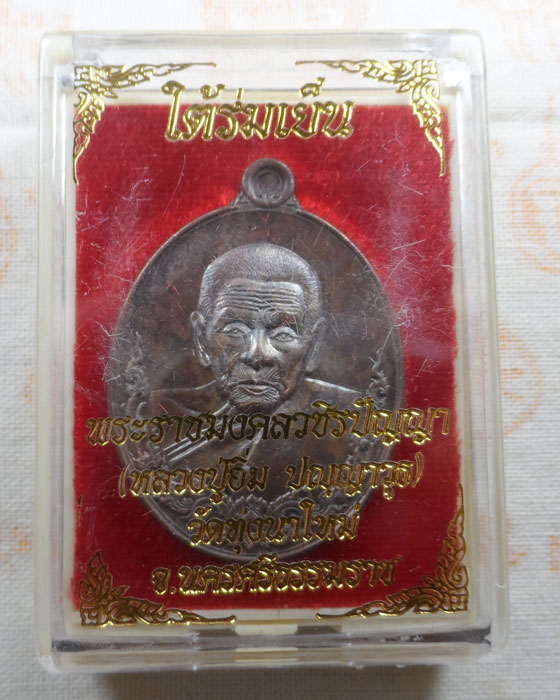 ใต้ร่มเย็น
พระราชมงคลวชิรปัญญา
(หลวงปู่ยิ้ม ปญฺญาวุธ)
วัดทุ่งนาใหม่
จ.นครศรีธรรมราช